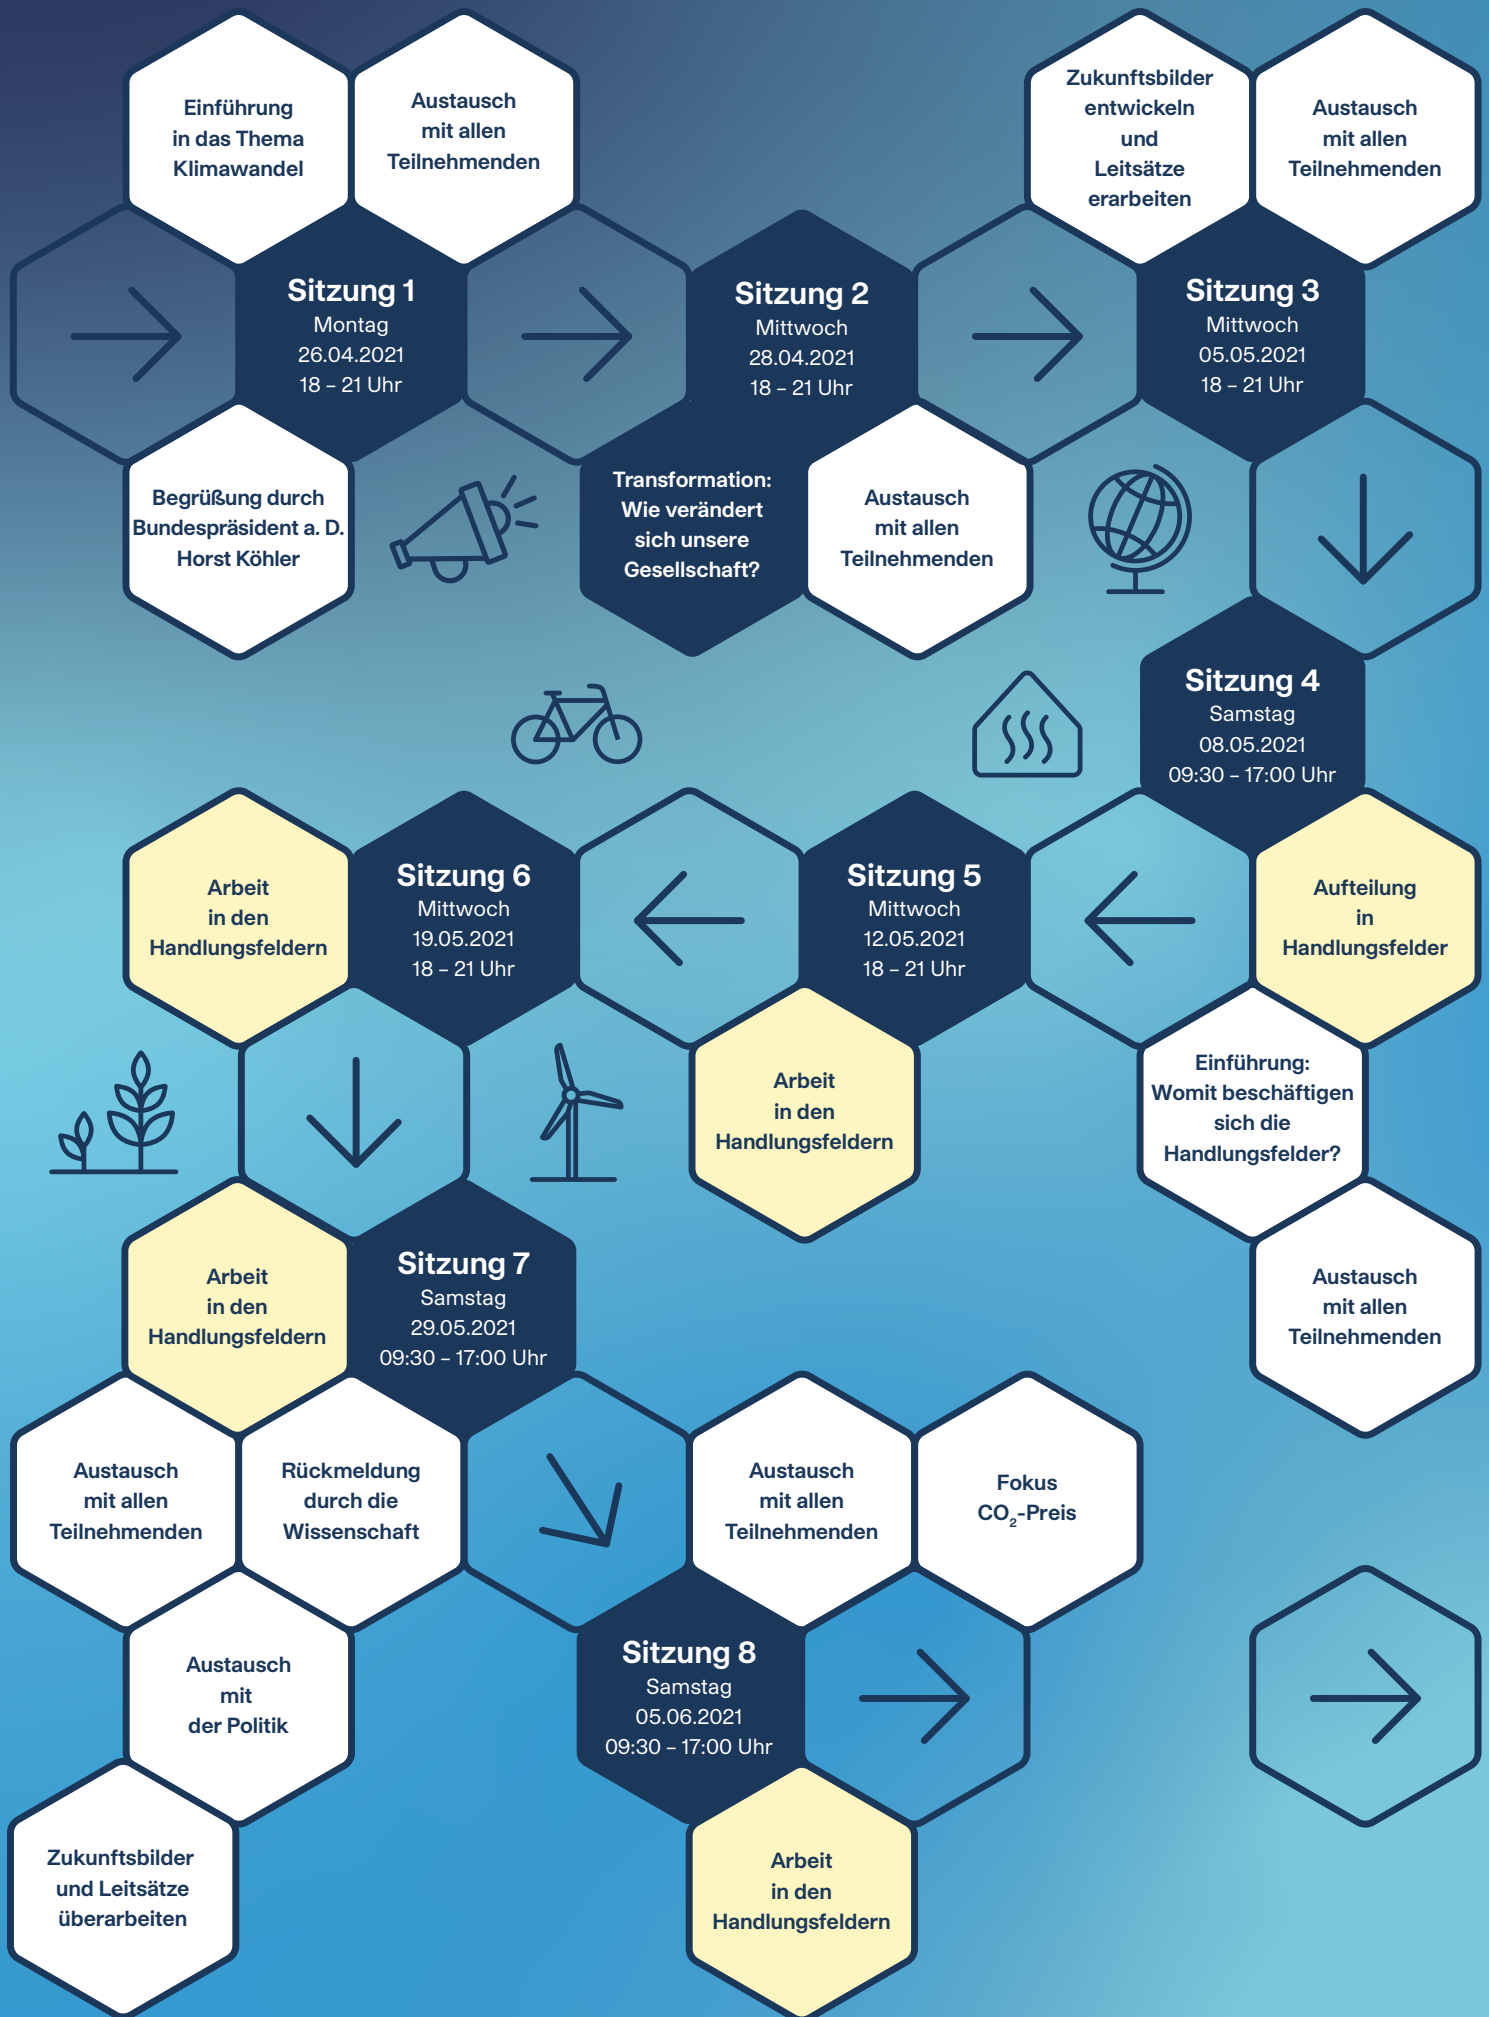 Einführung
in das Thema
Klimawandel
Austausch
mit allen
Teilnehmenden
Sitzung 1
Montag
26.04.2021
18 – 21 Uhr
Begrüßung durch
Bundespräsident a. D.
Horst Köhler
Sitzung 2
Mittwoch
28.04.2021
18 – 21 Uhr
Transformation:
Wie verändert
sich unsere
Gesellschaft?
Austausch
mit allen
Teilnehmenden
Zukunftsbilder
entwickeln
und
Leitsätze
erarbeiten
Austausch
mit allen
Teilnehmenden
Sitzung 3
Mittwoch
05.05.2021
18 – 21 Uhr
Sitzung 4
Samstag
08.05.2021
09:30 – 17:00 Uhr
Aufteilung
in
Handlungsfelder
Einführung:
Womit beschäftigen
sich die
Handlungsfelder?
Austausch
mit allen
Teilnehmenden
Sitzung 5
Mittwoch
12.05.2021
18 – 21 Uhr
Arbeit
in den
Handlungsfeldern
Sitzung 6
Mittwoch
19.05.2021
18 – 21 Uhr
Arbeit
in den
Handlungsfeldern
Sitzung 7
Samstag
29.05.2021
09:30 – 17:00 Uhr
Arbeit
in den
Handlungsfeldern
Austausch
mit allen
Teilnehmenden
Rückmeldung
durch die
Wissenschaft
Austausch
mit
der Politik
Zukunftsbilder
und Leitsätze
überarbeiten
Austausch
mit allen
Teilnehmenden
Fokus
CO₂-Preis
Sitzung 8
Samstag
05.06.2021
09:30 – 17:00 Uhr
Arbeit
in den
Handlungsfeldern